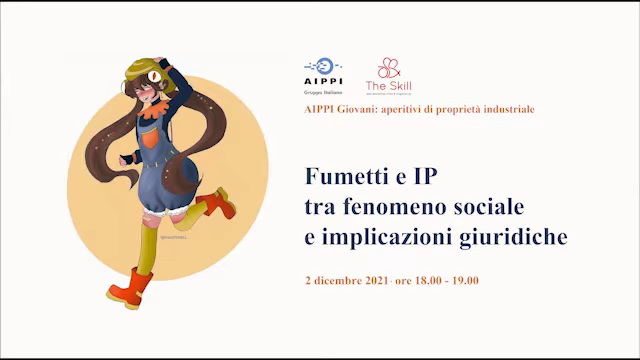 AIPPI
Gruppo Italiano
The Skill
AIPPI Giovani: aperitivi di proprietà industriale
Fumetti e IP
tra fenomeno sociale
e implicazioni giuridiche
2 dicembre 2021- ore 18.00 - 19.00